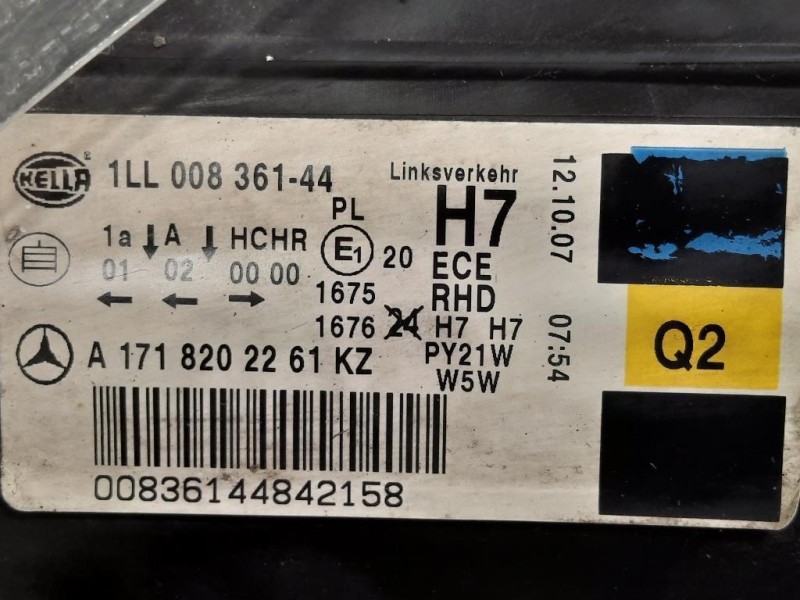 HELLA ®
1LL 008 361-44
Linksverkehr
H7
PL
1a ↓ A ↓ HCHR
E1 20
ECE
自
01 02 00 00
1675
RHD
← ← →
1676 24 H7 H7
A 171 820 22 61 KZ
PY21W
W5W
00836144842158
12.10.07 07:54
Q2